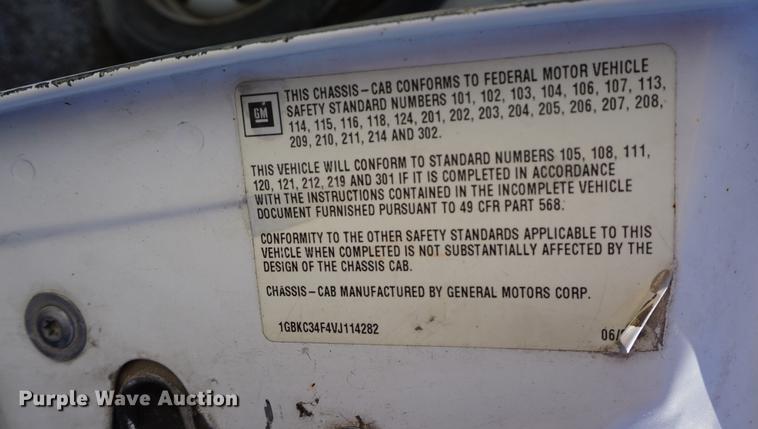 GM
THIS CHASSIS-CAB CONFORMS TO FEDERAL MOTOR VEHICLE
SAFETY STANDARD NUMBERS 101, 102, 103, 104, 106, 107, 113,
114, 115, 116, 118, 124, 201, 202, 203, 204, 205, 206, 207, 208,
209, 210, 211, 214 AND 302.
THIS VEHICLE WILL CONFORM TO STANDARD NUMBERS 105, 108, 111,
120, 121, 212, 219 AND 301 IF IT IS COMPLETED IN ACCORDANCE
WITH THE INSTRUCTIONS CONTAINED IN THE INCOMPLETE VEHICLE
DOCUMENT FURNISHED PURSUANT TO 49 CFR PART 568.
CONFORMITY TO THE OTHER SAFETY STANDARDS APPLICABLE TO THIS
VEHICLE WHEN COMPLETED IS NOT SUBSTANTIALLY AFFECTED BY THE
DESIGN OF THE CHASSIS CAB.
CHASSIS-CAB MANUFACTURED BY GENERAL MOTORS CORP.
1GBKC34F4VJ114282
06/
Purple Wave Auction